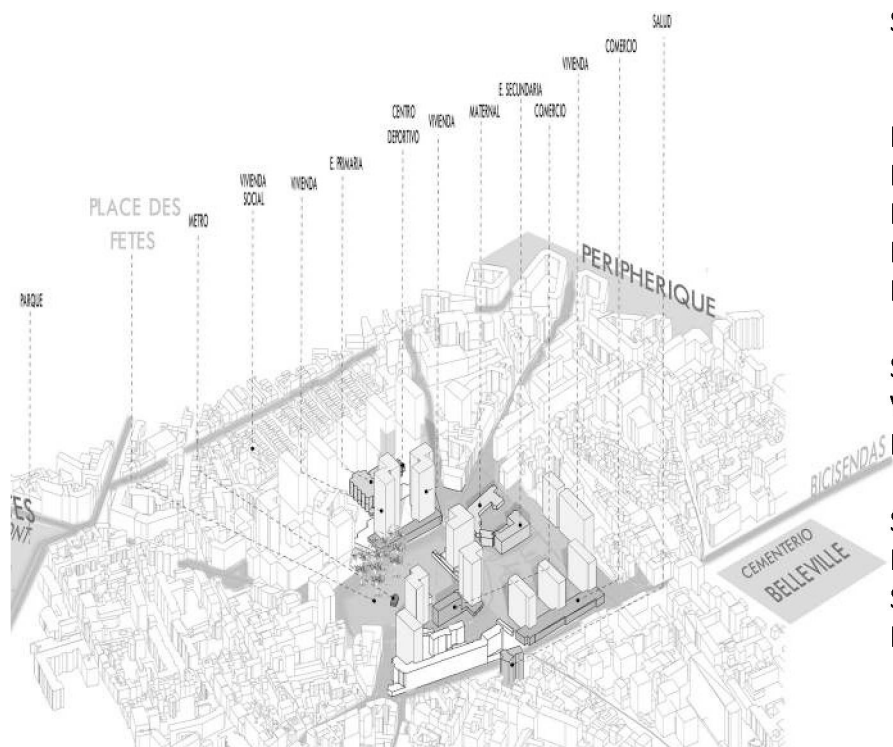 SALUD
COMERCIO
VIVIENDA
E. SECUNDARIA
COMERCIO
MATERNAL
VIVIENDA
CENTRO
DEPORTIVO
E. PRIMARIA
VIVIENDA
VIVIENDA
SOCIAL
METRO
PLACE DES
FETES
PARQUE
PERIPHERIQUE
BICISENDAS
CEMENTERIO
BELLEVILLE